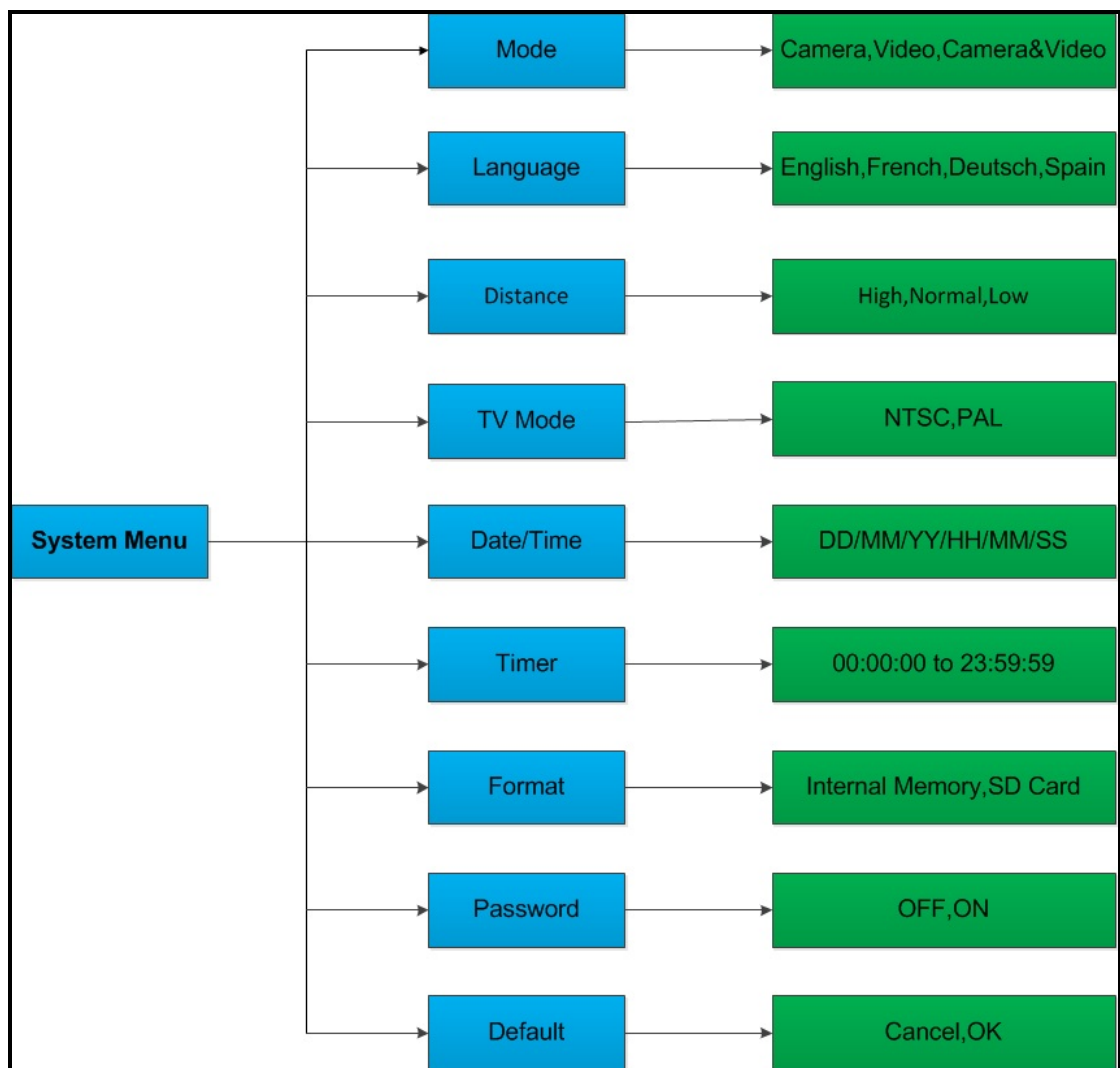 Mode
Camera,Video,Camera&Video
Language
English,French,Deutsch,Spain
Distance
High,Normal,Low
TV Mode
NTSC,PAL
System Menu
Date/Time
DD/MM/YY/HH/MM/SS
Timer
00:00:00 to 23:59:59
Format
Internal Memory,SD Card
Password
OFF,ON
Default
Cancel,OK